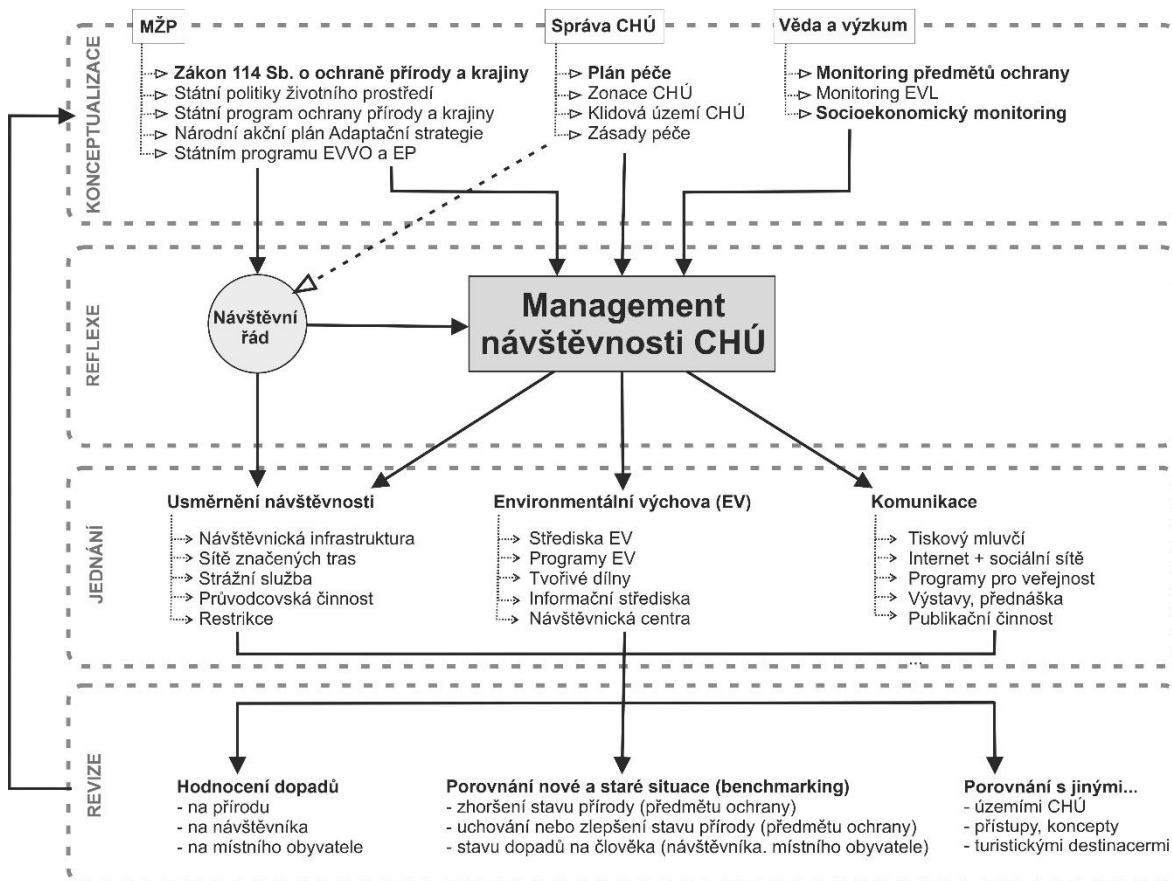 MŽP
Správa CHÚ
Věda a výzkum
KONCEPTUALIZACE
Zákon 114 Sb. o ochraně přírody a krajiny
Státní politiky životního prostředí
Státní program ochrany přírody a krajiny
Národní akční plán Adaptační strategie
Státním programu EVVO a EP
Plán péče
Zonace CHÚ
Klidová území CHÚ
Zásady péče
Monitoring předmětů ochrany
Monitoring EVL
Socioekonomický monitoring
REFLEXE
Návštěvní
řád
Management
návštěvnosti CHÚ
JEDNÁNÍ
Usměrnění návštěvnosti
Návštěvnická infrastruktura
Sítě značených tras
Strážní služba
Průvodcovská činnost
Restrikce
Environmentální výchova (EV)
Střediska EV
Programy EV
Tvořivé dílny
Informační střediska
Návštěvnická centra
Komunikace
Tiskový mluvčí
Internet + sociální sítě
Programy pro veřejnost
Výstavy, přednáška
Publikační činnost
...
REVIZE
Hodnocení dopadů
- na přírodu
- na návštěvníka
- na místního obyvatele
Porovnání nové a staré situace (benchmarking)
- zhoršení stavu přírody (předmětu ochrany)
- uchování nebo zlepšení stavu přírody (předmětu ochrany)
- stavu dopadů na člověka (návštěvníka. místního obyvatele)
Porovnání s jinými...
- územími CHÚ
- přístupy, koncepty
- turistickými destinacermi